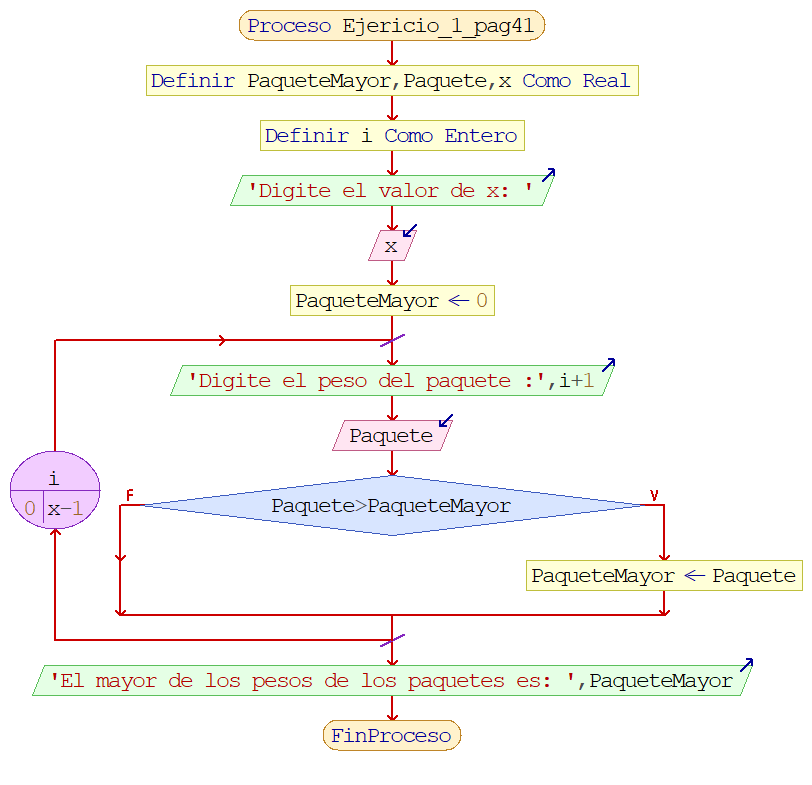 Proceso Ejericio_1_pag41
Definir PaqueteMayor,Paquete,x Como Real
Definir i Como Entero
'Digite el valor de x: '
x
PaqueteMayor ← 0
'Digite el peso del paquete :',i+1
Paquete
i
0 x-1
F
V
Paquete>PaqueteMayor
PaqueteMayor ← Paquete
'El mayor de los pesos de los paquetes es: ',PaqueteMayor
FinProceso